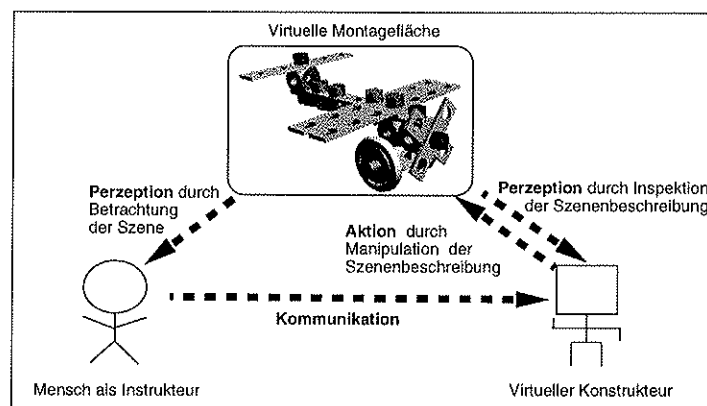 Virtuelle Montagefläche
Perzeption durch
Betrachtung
der Szene
Perzeption durch Inspektion
der Szenenbeschreibung
Aktion durch
Manipulation der
Szenenbeschreibung
Kommunikation
Mensch als Instrukteur
Virtueller Konstrukteur